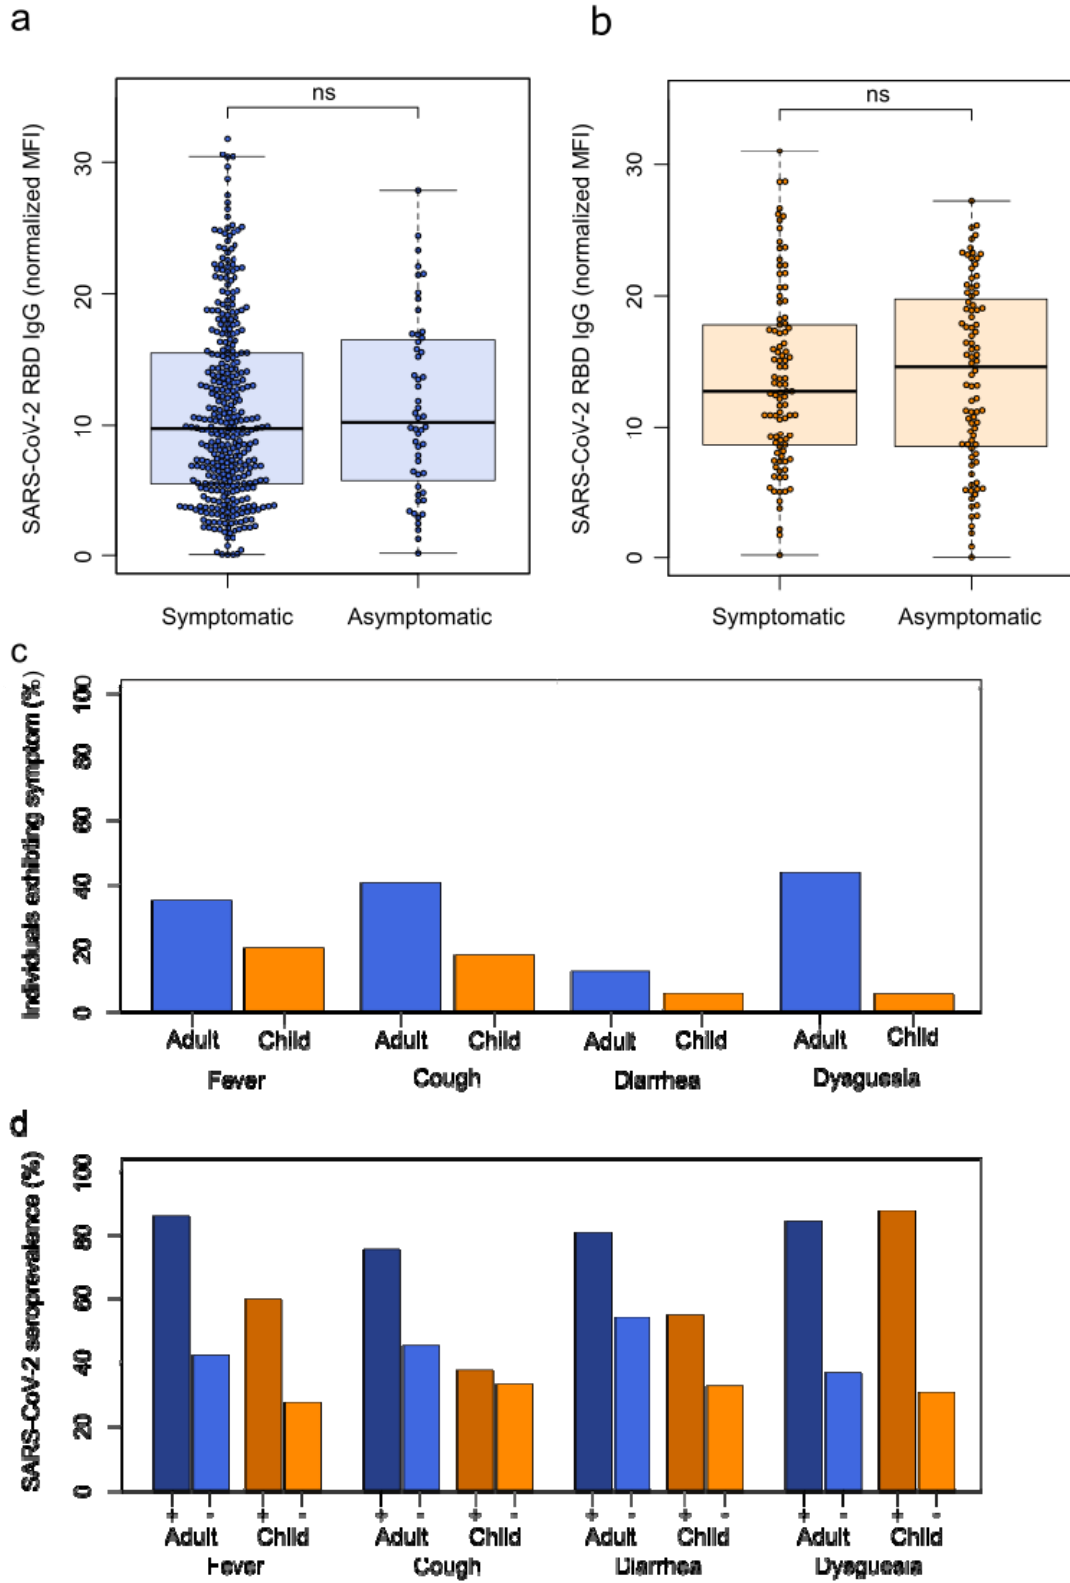 a
b
SARS-CoV-2 RBD IgG (normalized MFI)
30
20
10
0
ns
Symptomatic
Asymptomatic
SARS-CoV-2 RBD IgG (normalized MFI)
30
20
10
0
ns
Symptomatic
Asymptomatic
c
Individuals exhibiting symptom (%)
100
80
60
40
20
0
Adult Child Adult Child Adult Child Adult Child
Fever Cough Diarrhea Dysguesia
d
SARS-CoV-2 seroprevalence (%)
100
80
60
40
20
0
+ - + - + - + - + - + - + - + -
Adult Child Adult Child Adult Child Adult Child
Fever Cough Diarrhea Dysguesia